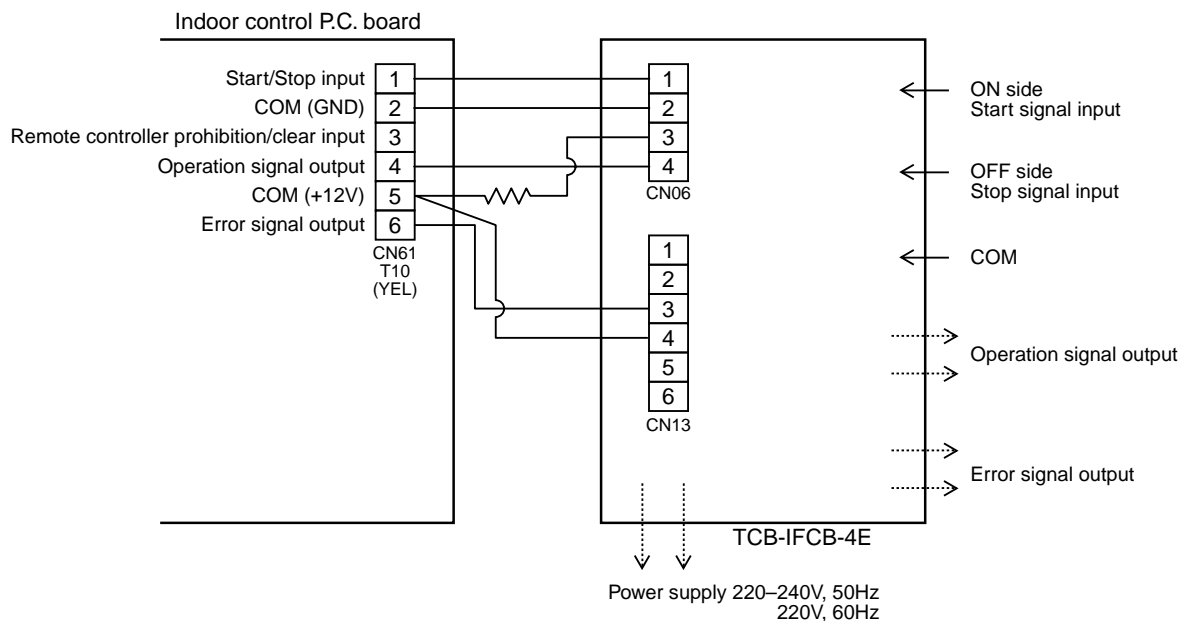 Indoor control P.C. board
Start/Stop input
COM (GND)
Remote controller prohibition/clear input
Operation signal output
COM (+12V)
Error signal output
1
2
3
4
5
6
CN61
T10
(YEL)
1
2
3
4
CN06
1
2
3
4
5
6
CN13
ON side
Start signal input
OFF side
Stop signal input
COM
Operation signal output
Error signal output
TCB-IFCB-4E
Power supply 220–240V, 50Hz
220V, 60Hz